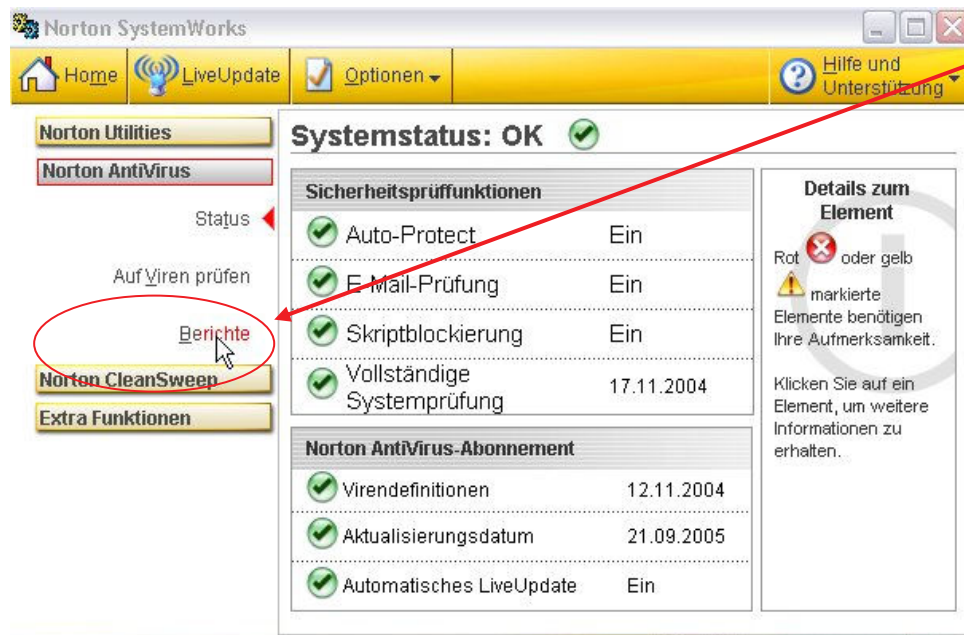 Norton SystemWorks
Home LiveUpdate Optionen Hilfe und
Unterstützung
Norton Utilities
Norton AntiVirus
Status
Auf Viren prüfen
Berichte
Norton CleanSweep
Extra Funktionen
Systemstatus: OK
Sicherheitsprüffunktionen
Auto-Protect Ein
E-Mail-Prüfung Ein
Skriptblockierung Ein
Vollständige
Systemprüfung 17.11.2004
Norton AntiVirus-Abonnement
Virendefinitionen 12.11.2004
Aktualisierungsdatum 21.09.2005
Automatisches LiveUpdate Ein
Details zum
Element
Rot oder gelb
markierte
Elemente benötigen
Ihre Aufmerksamkeit.
Klicken Sie auf ein
Element, um weitere
Informationen zu
erhalten.